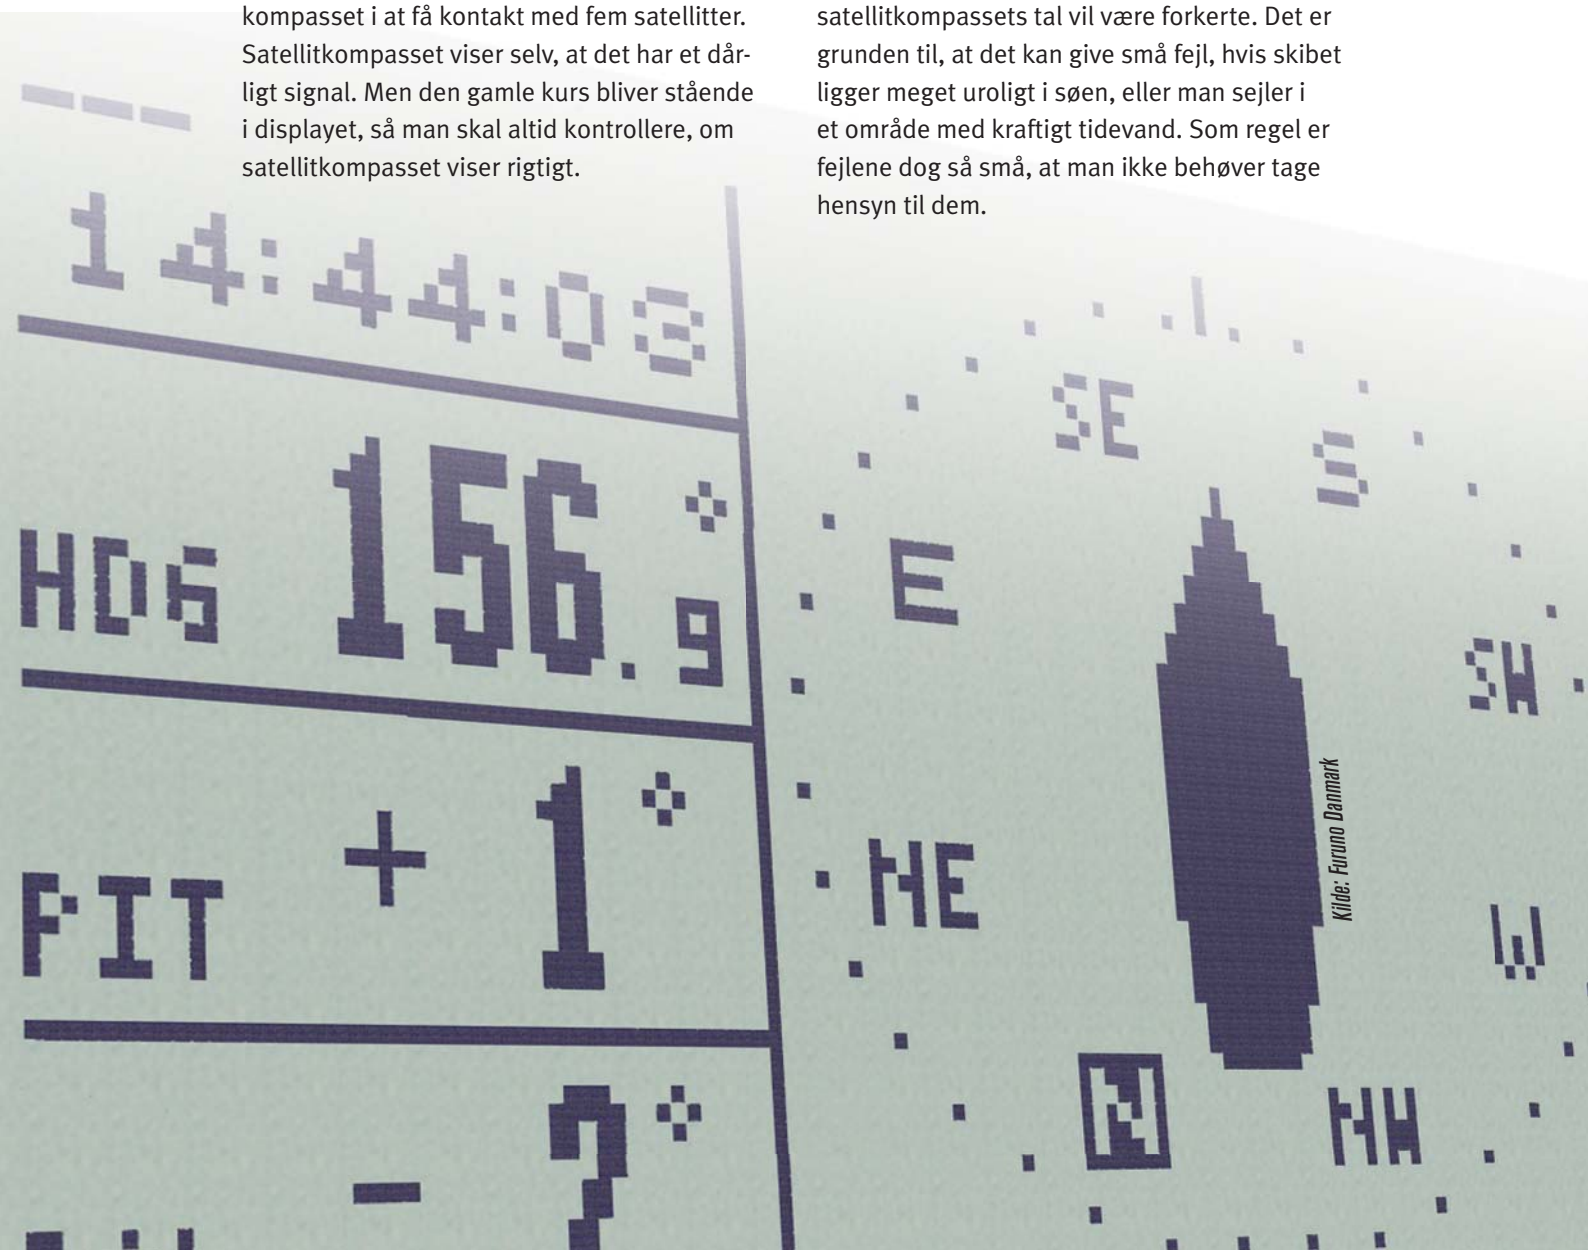 kompasset i at få kontakt med fem satellitter.
Satellitkompasset viser selv, at det har et dår-
ligt signal. Men den gamle kurs bliver stående
i displayet, så man skal altid kontrollere, om
satellitkompasset viser rigtigt.
satellitkompassets tal vil være forkerte. Det er
grunden til, at det kan give små fejl, hvis skibet
ligger meget uroligt i søen, eller man sejler i
et område med kraftigt tidevand. Som regel er
fejlene dog så små, at man ikke behøver tage
hensyn til dem.
---
14:44:03
HDG 156.9°
PIT +1°
-7°
SE
S
E
SW
NE
W
N
NW
Kilde: Furuno Danmark